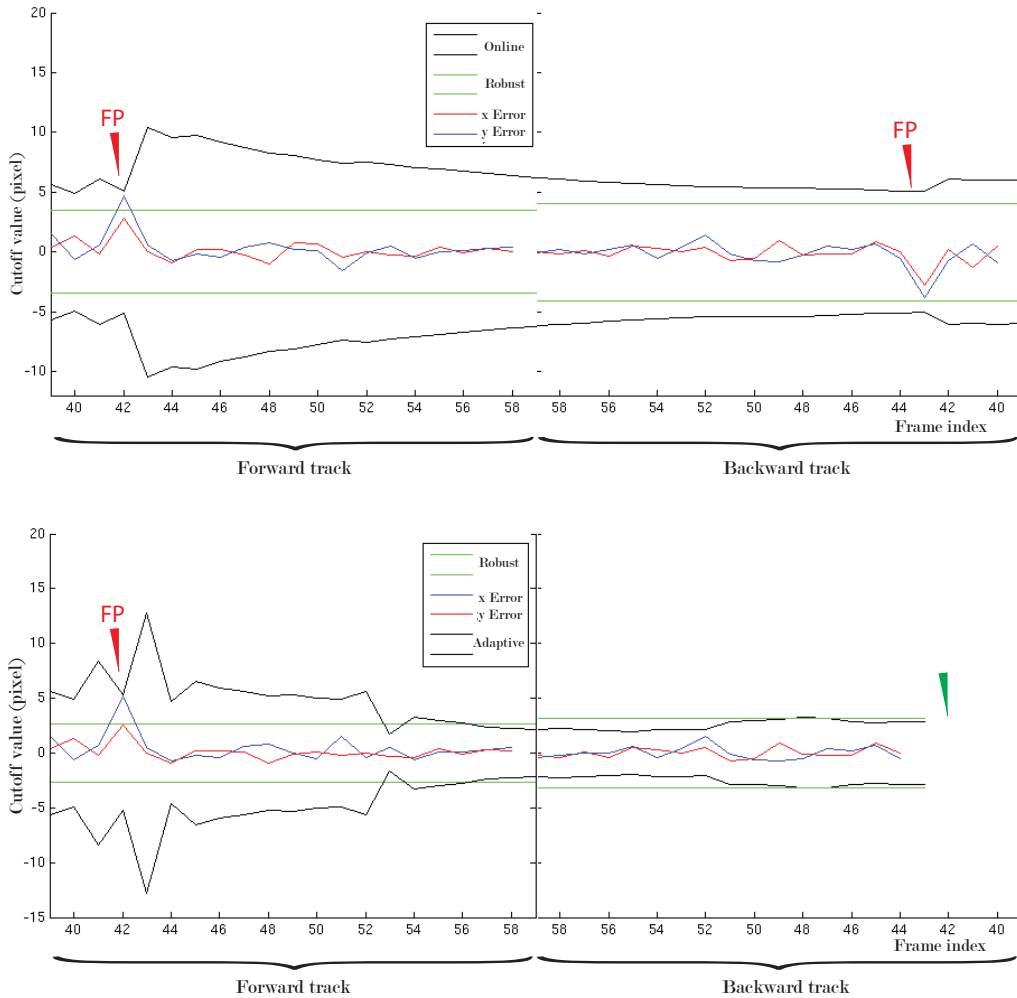 20
15
10
5
0
-5
-10
Cutoff value (pixel)
FP
FP
Online
Robust
x Error
y Error
40 42 44 46 48 50 52 54 56 58
58 56 54 52 50 48 46 44 42 40
Frame index
Forward track
Backward track
20
15
10
5
0
-5
-10
-15
Cutoff value (pixel)
FP
Robust
x Error
y Error
Adaptive
40 42 44 46 48 50 52 54 56 58
58 56 54 52 50 48 46 44 42 40
Frame index
Forward track
Backward track